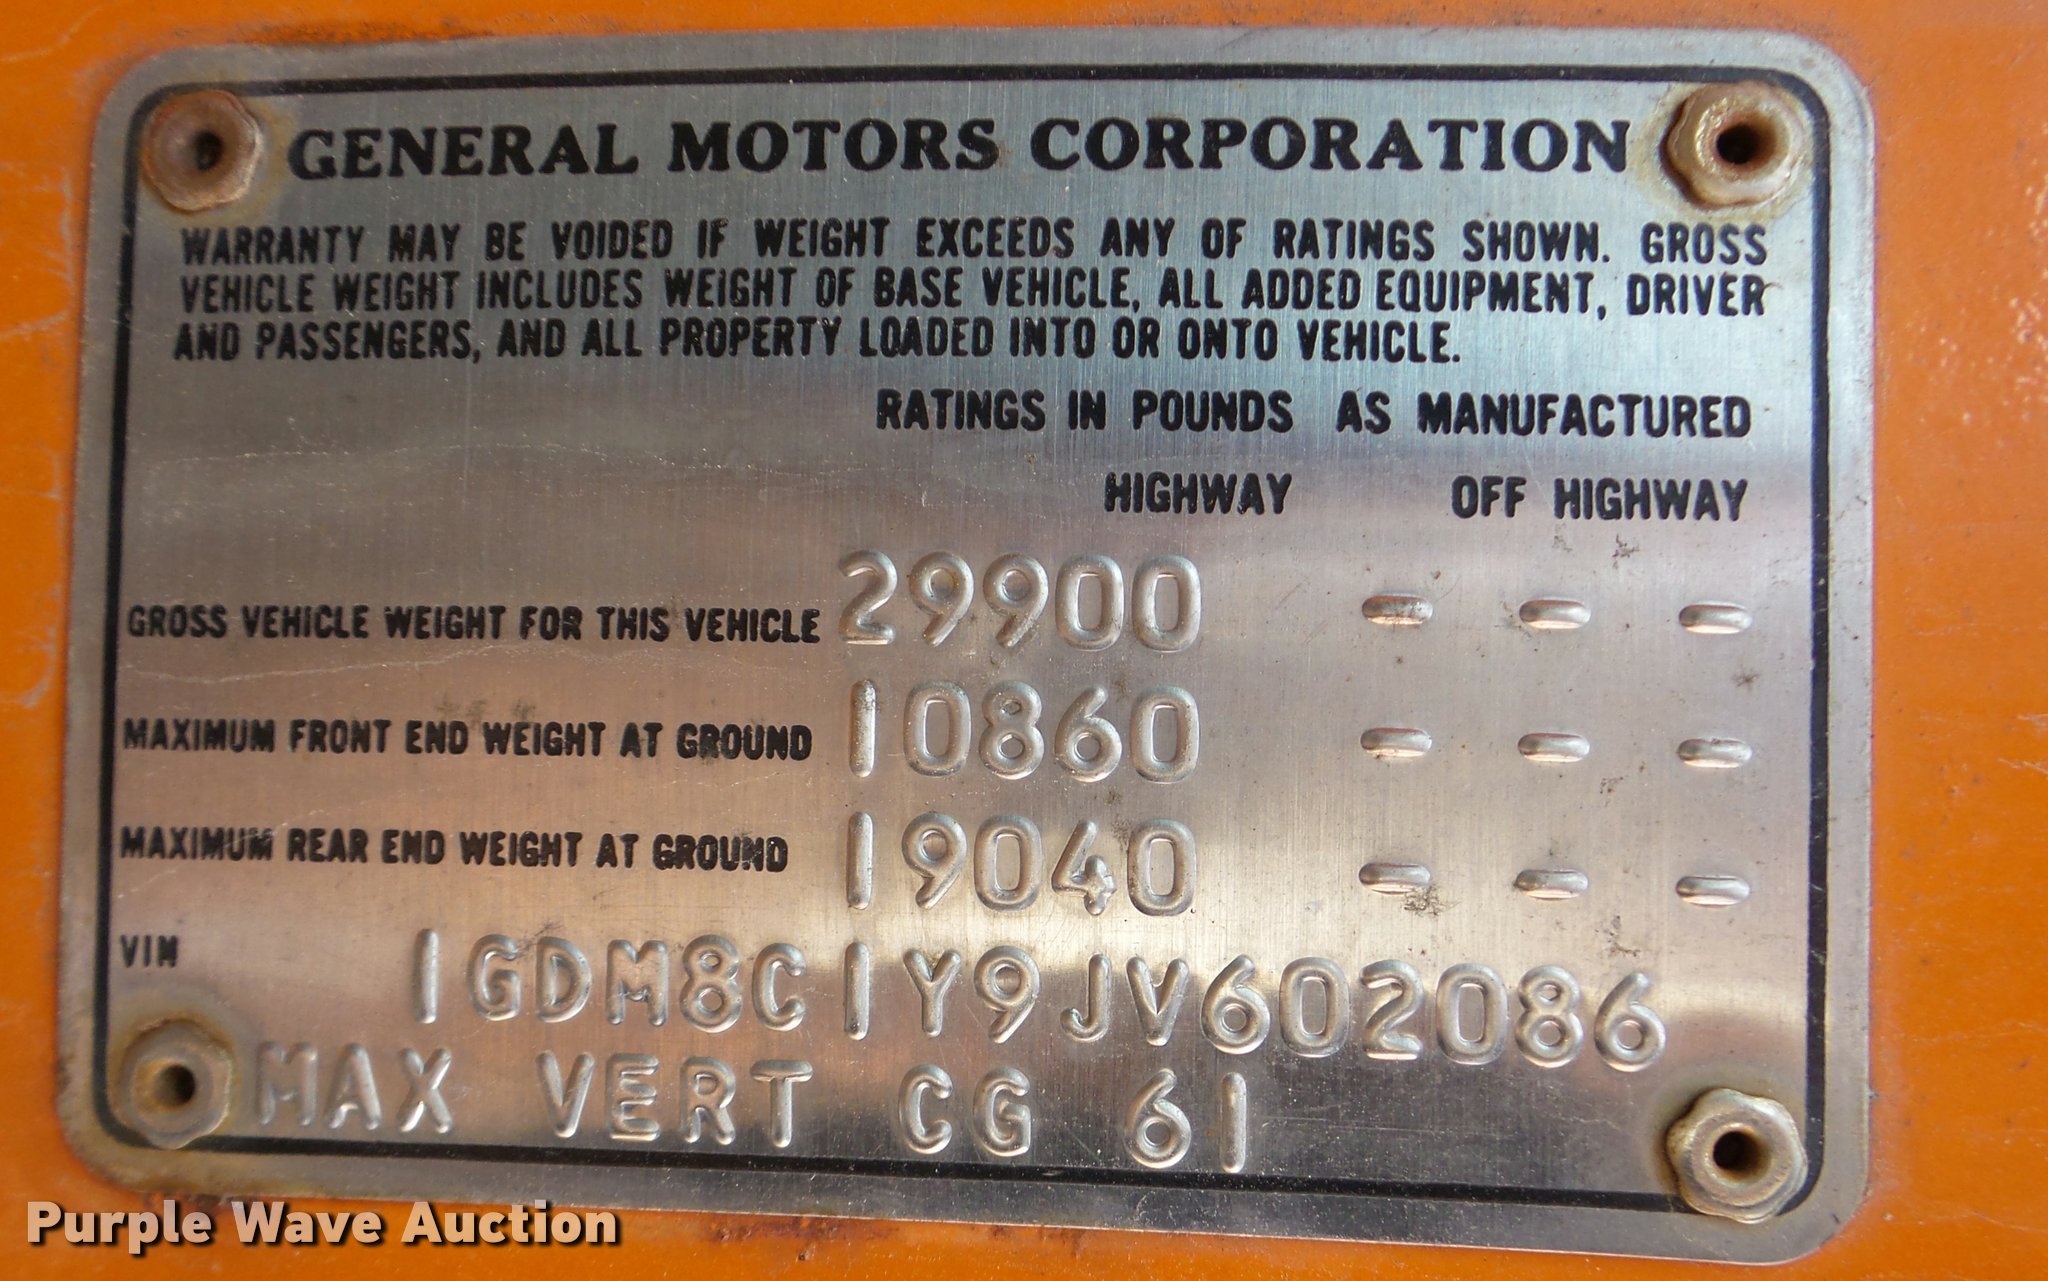 GENERAL MOTORS CORPORATION
WARRANTY MAY BE VOIDED IF WEIGHT EXCEEDS ANY OF RATINGS SHOWN. GROSS
VEHICLE WEIGHT INCLUDES WEIGHT OF BASE VEHICLE, ALL ADDED EQUIPMENT, DRIVER
AND PASSENGERS, AND ALL PROPERTY LOADED INTO OR ONTO VEHICLE.
RATINGS IN POUNDS AS MANUFACTURED
HIGHWAY OFF HIGHWAY
GROSS VEHICLE WEIGHT FOR THIS VEHICLE 29900 - - -
MAXIMUM FRONT END WEIGHT AT GROUND 10860 - - -
MAXIMUM REAR END WEIGHT AT GROUND 19040 - - -
VIN 1GDM8C1Y9JV602086
MAX VERT CG 61
Purple Wave Auction